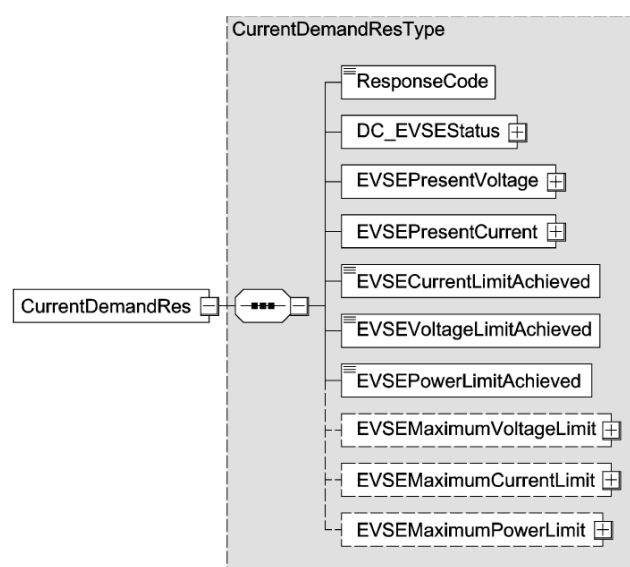 CurrentDemandResType
ResponseCode
DC_EVSEStatus
EVSEPresentVoltage
EVSEPresentCurrent
EVSECurrentLimitAchieved
CurrentDemandRes
EVSEVoltageLimitAchieved
EVSEPowerLimitAchieved
EVSEMaximumVoltageLimit
EVSEMaximumCurrentLimit
EVSEMaximumPowerLimit